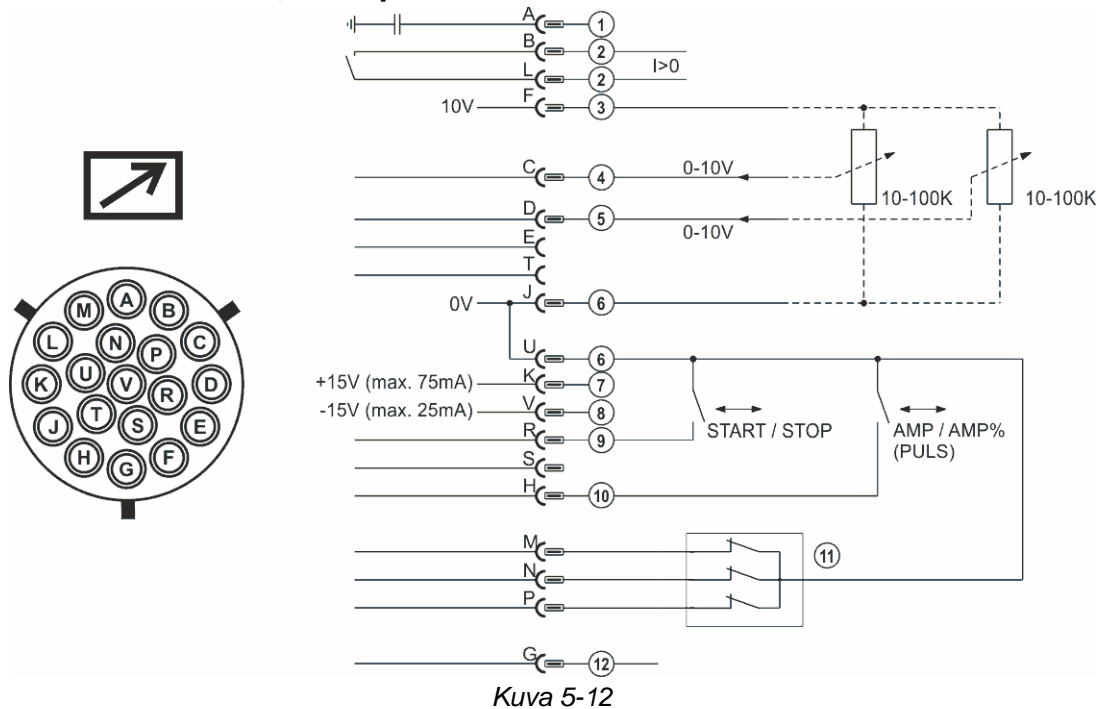 A 1
B 2
L 2 I>0
10V F 3
C 4 0-10V 10-100K 10-100K
D 5
0-10V
E
T
0V J 6
U 6
+15V (max. 75mA) K 7
-15V (max. 25mA) V 8
R 9 START / STOP AMP / AMP%
(PULS)
S
H 10
M 11
N
P
G 12
M A B
L N P C
K U V R D
J T S E
H G F
Kuva 5-12